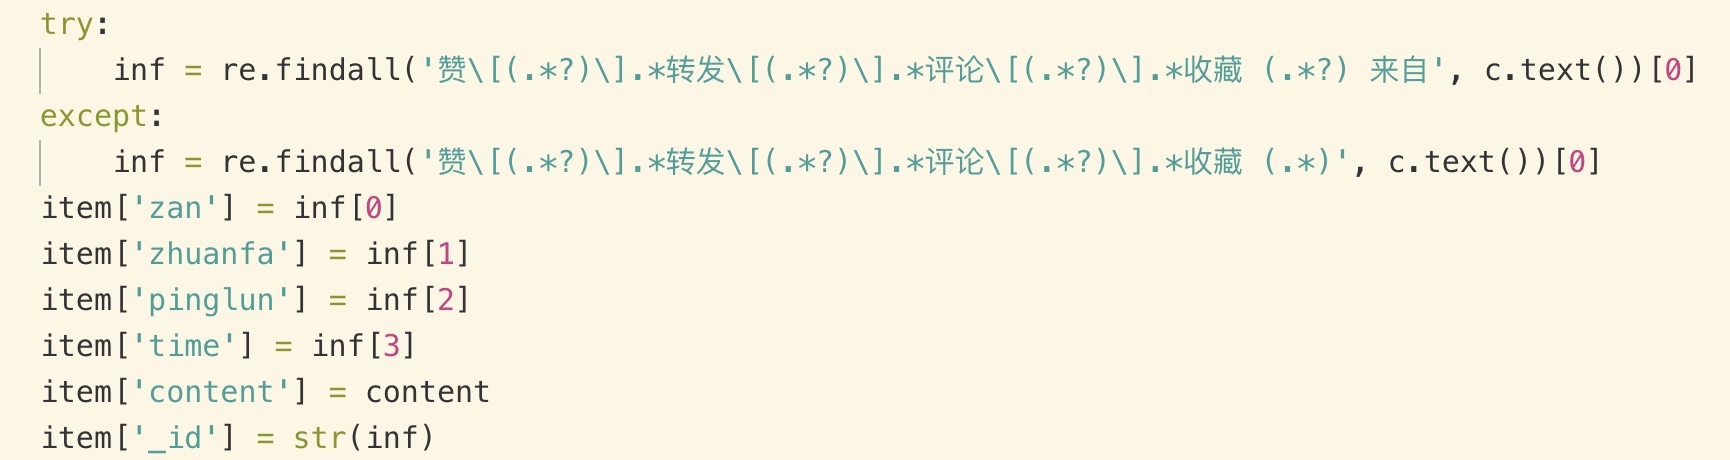 try:
    inf = re.findall('赞\[(.*?)\].*转发\[(.*?)\].*评论\[(.*?)\].*收藏 (.*?) 来自', c.text())[0]
except:
    inf = re.findall('赞\[(.*?)\].*转发\[(.*?)\].*评论\[(.*?)\].*收藏 (.*)', c.text())[0]
item['zan'] = inf[0]
item['zhuanfa'] = inf[1]
item['pinglun'] = inf[2]
item['time'] = inf[3]
item['content'] = content
item['_id'] = str(inf)